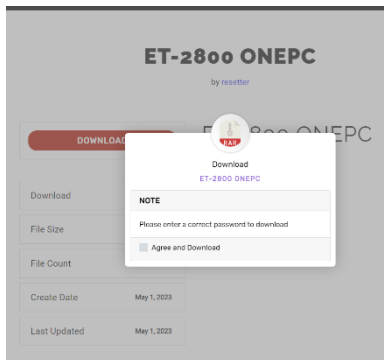 ET-2800 ONEPC
by resetter
DOWNLOAD
Download
File Size
File Count
Create Date May 1, 2023
Last Updated May 1, 2023
RAR
Download
ET-2800 ONEPC
NOTE
Please enter a correct password to download
Agree and Download